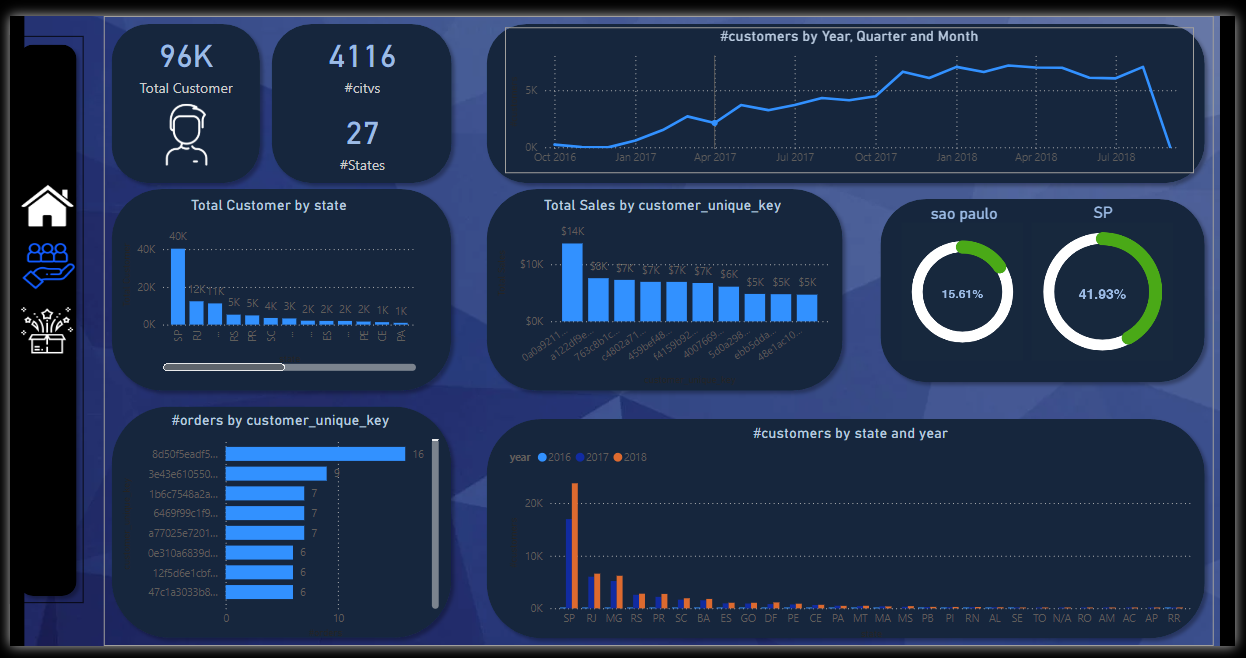 96K
Total Customer
4116
#citvs
27
#States
#customers by Year, Quarter and Month
5K
0K
Oct 2016 Jan 2017 Apr 2017 Jul 2017 Oct 2017 Jan 2018 Apr 2018 Jul 2018
Total Customer by state
40K
20K
0K
40K 12K 11K 5K 5K 4K 3K 2K 2K 2K 2K 1K 1K
SP RJ ... RS PR SC ... ... ES ... PE CE PA
Total Sales by customer_unique_key
$10K
$0K
$14K $8K $7K $7K $7K $7K $6K $5K $5K $5K
0a0a9211... a122df9e... 763c8b1c... c4802a71... 459bef48... f4159b92... 4007669... 5d0a298... ebb5dda... 48e1ac10...
sao paulo
15.61%
SP
41.93%
#orders by customer_unique_key
8d50f5eadf5... 16
3e43e610550... 9
1b6c7548a2a... 7
6469f99c1f9... 7
a77025e7201... 7
0e310a6839d... 6
12f5d6e1cbf... 6
47c1a3033b8... 6
0 10
#customers by state and year
year 2016 2017 2018
20K
10K
0K
SP RJ MG RS PR SC BA ES GO DF PE CE PA MT MA MS PB PI RN AL SE TO N/A RO AM AC AP RR